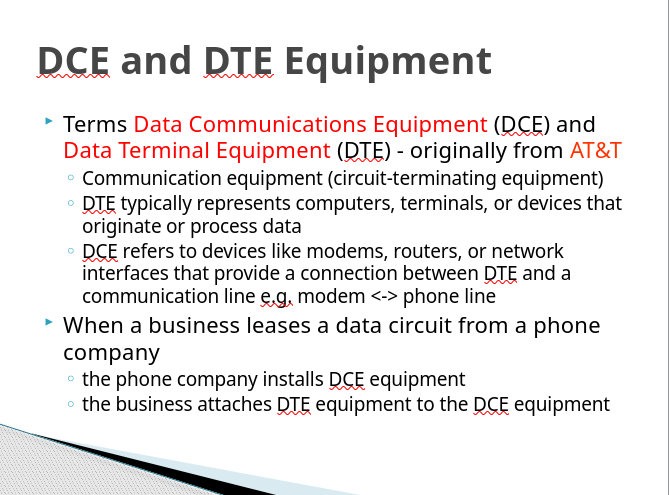 DCE and DTE Equipment
Terms Data Communications Equipment (DCE) and
Data Terminal Equipment (DTE) - originally from AT&T
Communication equipment (circuit-terminating equipment)
DTE typically represents computers, terminals, or devices that
originate or process data
DCE refers to devices like modems, routers, or network
interfaces that provide a connection between DTE and a
communication line e.g. modem <-> phone line
When a business leases a data circuit from a phone
company
the phone company installs DCE equipment
the business attaches DTE equipment to the DCE equipment